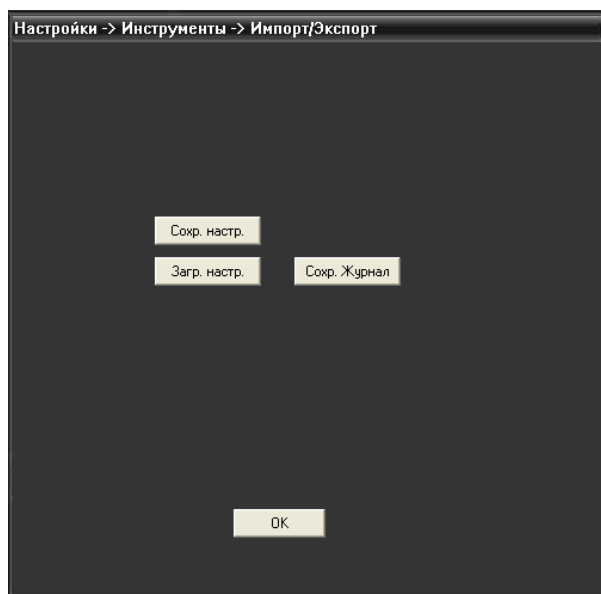 Настройки -> Инструменты -> Импорт/Экспорт
Сохр. настр.
Загр. настр. Сохр. Журнал
OK